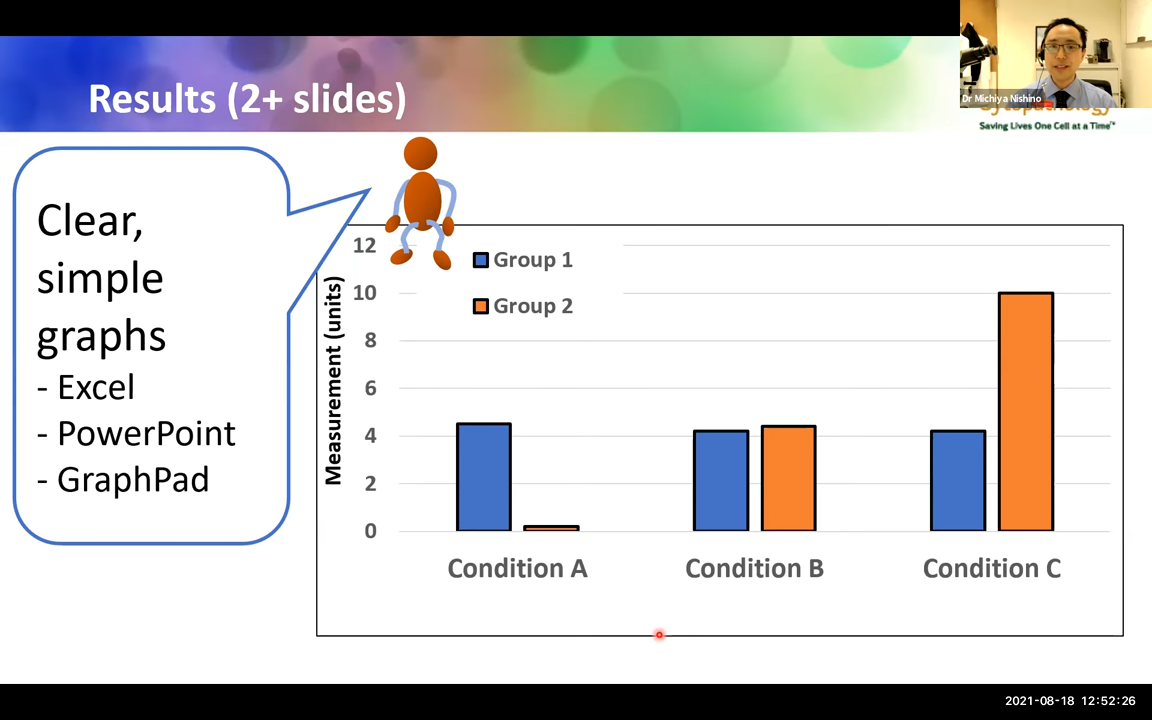 Dr Michiya Nishino
Results (2+ slides)
Cytopathology
Saving Lives One Cell at a Time™
Clear,
simple
graphs
- Excel
- PowerPoint
- GraphPad
Measurement (units)
12
10
8
6
4
2
0
Group 1
Group 2
Condition A
Condition B
Condition C
2021-08-18 12:52:26